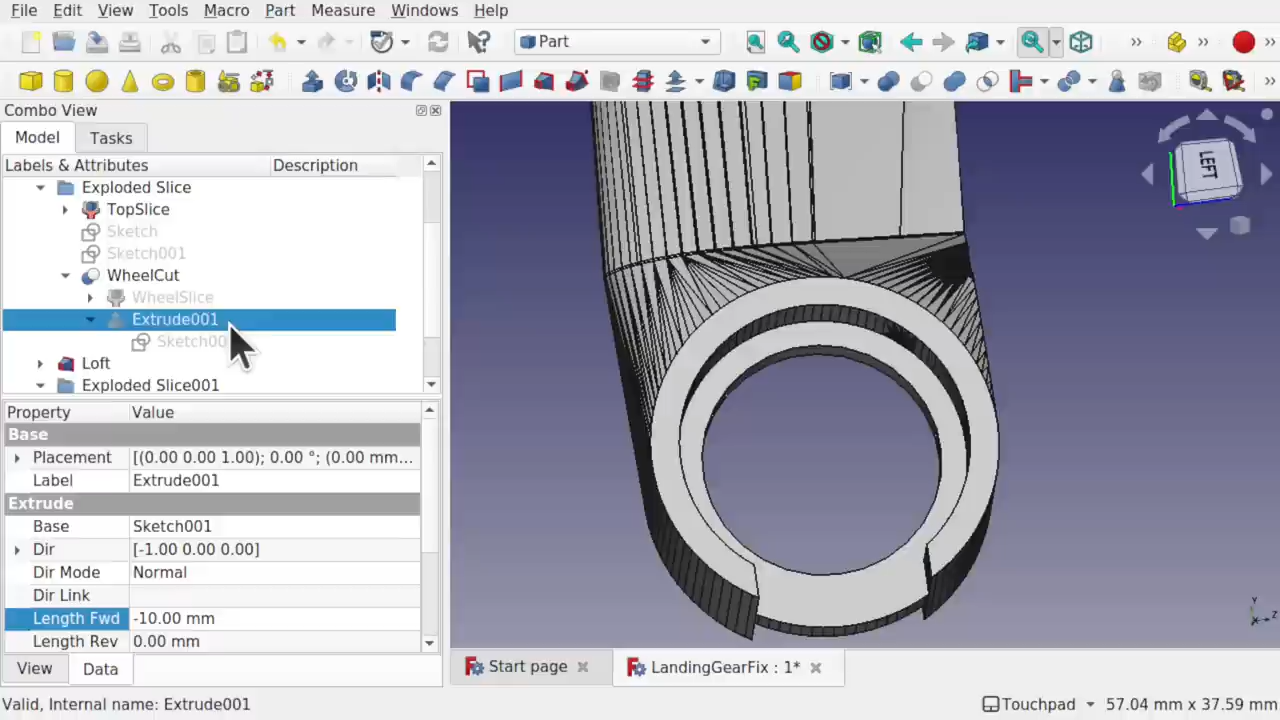 File Edit View Tools Macro Part Measure Windows Help
Part
Combo View
Model Tasks
Labels & Attributes Description
Exploded Slice
TopSlice
Sketch
Sketch001
WheelCut
WheelSlice
Extrude001
Sketch00
Loft
Exploded Slice001
Property Value
Base
Placement [(0.00 0.00 1.00); 0.00 °; (0.00 mm...
Label Extrude001
Extrude
Base Sketch001
Dir [-1.00 0.00 0.00]
Dir Mode Normal
Dir Link
Length Fwd -10.00 mm
Length Rev 0.00 mm
View Data
LEFT
Y
X Z
Start page LandingGearFix : 1*
Valid, Internal name: Extrude001 Touchpad 57.04 mm x 37.59 mm